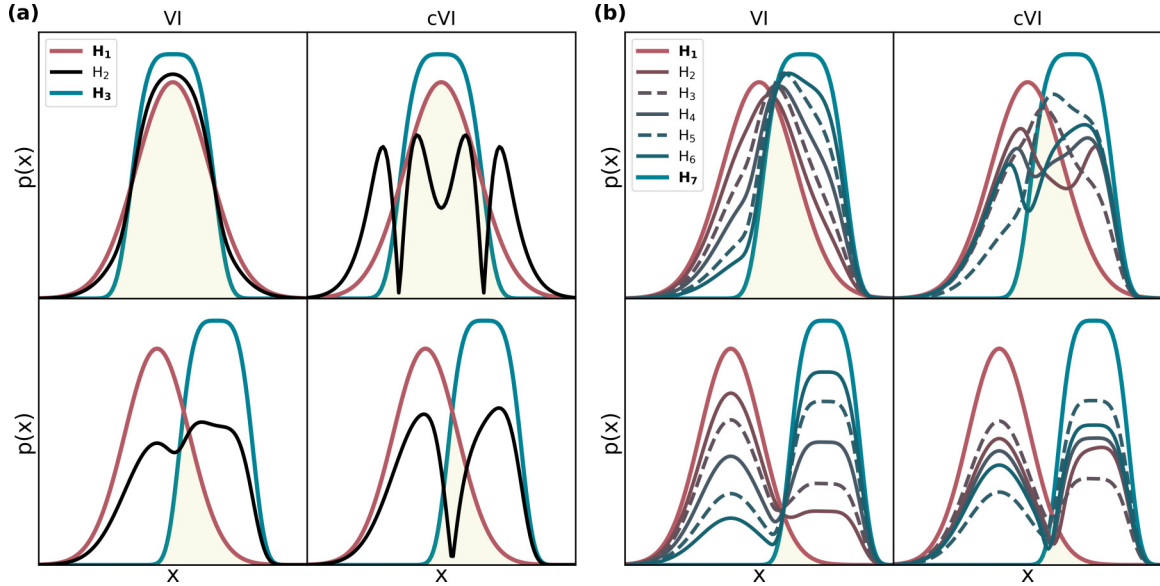 (a)
VI
cVI
H1
H2
H3
p(x)
p(x)
x
x
(b)
VI
cVI
H1
H2
H3
H4
H5
H6
H7
p(x)
p(x)
x
x